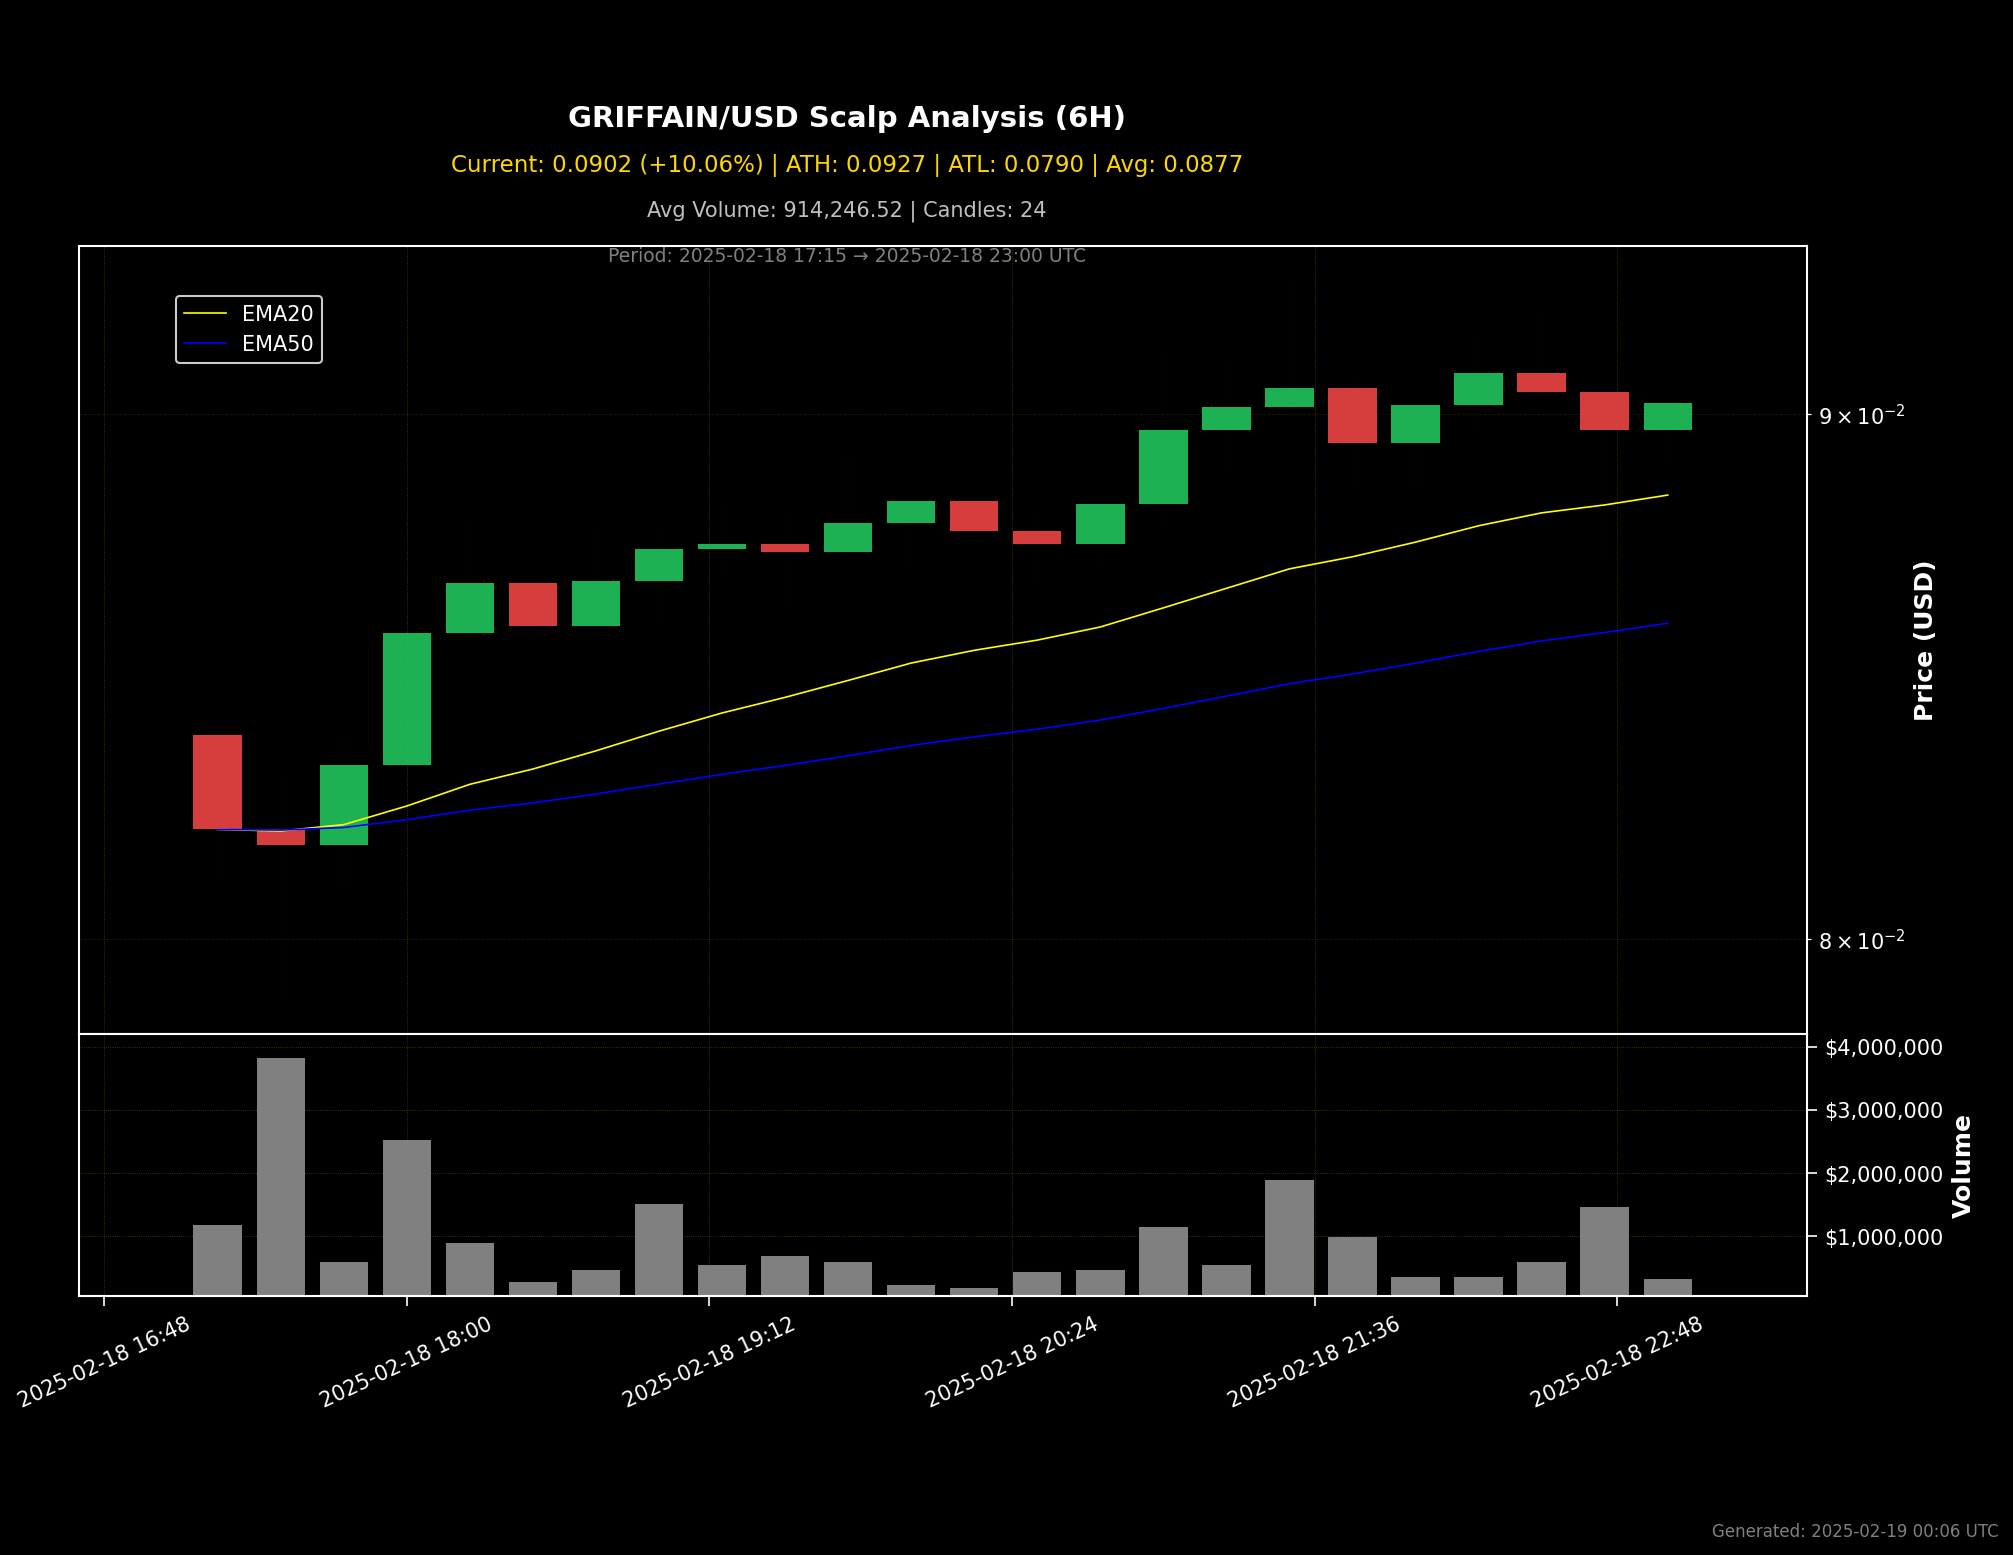 GRIFFAIN/USD Scalp Analysis (6H)
Current: 0.0902 (+10.06%) | ATH: 0.0927 | ATL: 0.0790 | Avg: 0.0877
Avg Volume: 914,246.52 | Candles: 24
Period: 2025-02-18 17:15 → 2025-02-18 23:00 UTC
EMA20
EMA50
9 × 10⁻²
8 × 10⁻²
Price (USD)
$4,000,000
$3,000,000
$2,000,000
$1,000,000
Volume
2025-02-18 16:48
2025-02-18 18:00
2025-02-18 19:12
2025-02-18 20:24
2025-02-18 21:36
2025-02-18 22:48
Generated: 2025-02-19 00:06 UTC